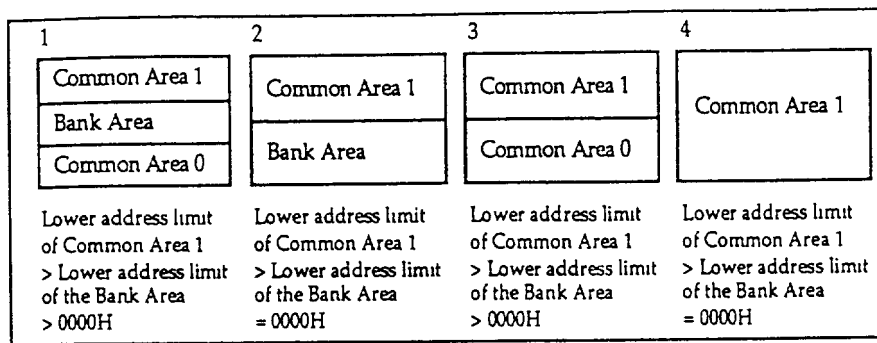 1
Common Area 1
Bank Area
Common Area 0
Lower address limit
of Common Area 1
> Lower address limit
of the Bank Area
> 0000H
2
Common Area 1
Bank Area
Lower address limit
of Common Area 1
> Lower address limit
of the Bank Area
= 0000H
3
Common Area 1
Common Area 0
Lower address limit
of Common Area 1
> Lower address limit
of the Bank Area
> 0000H
4
Common Area 1
Lower address limit
of Common Area 1
> Lower address limit
of the Bank Area
= 0000H